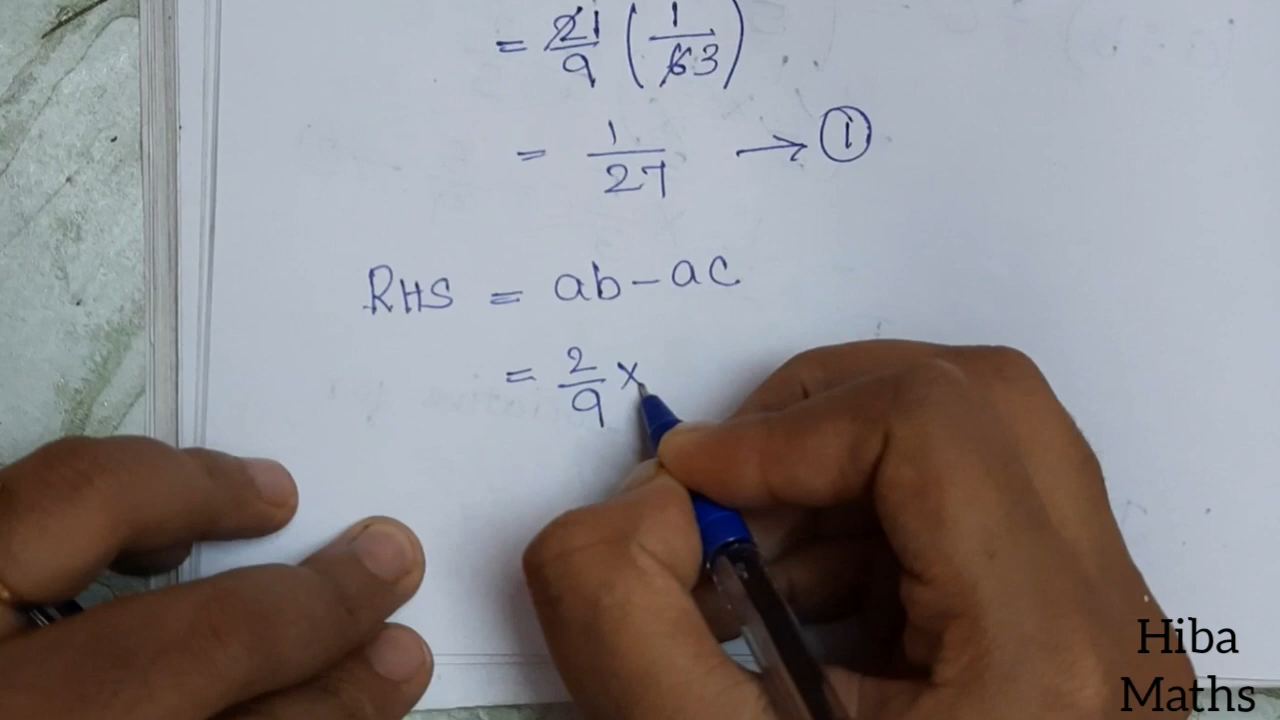 = 21/9 (1/63)
= 1/27 → ①
RHS = ab - ac
= 2/9 ×
Hiba
Maths